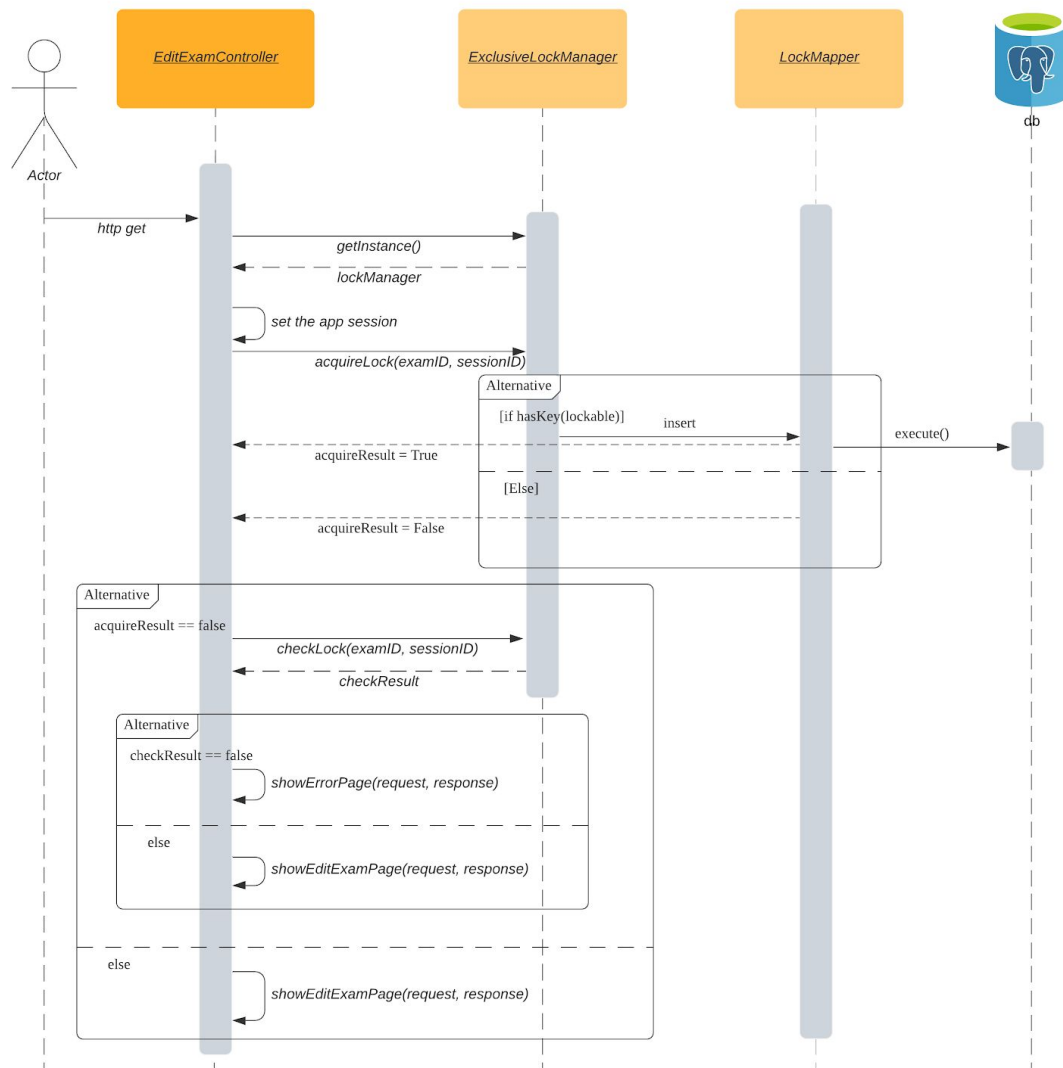 EditExamController
ExclusiveLockManager
LockMapper
db
Actor
http get
getInstance()
lockManager
set the app session
acquireLock(examID, sessionID)
Alternative
[if hasKey(lockable)]
insert
execute()
acquireResult = True
[Else]
acquireResult = False
Alternative
acquireResult == false
checkLock(examID, sessionID)
checkResult
Alternative
checkResult == false
showErrorPage(request, response)
else
showEditExamPage(request, response)
else
showEditExamPage(request, response)